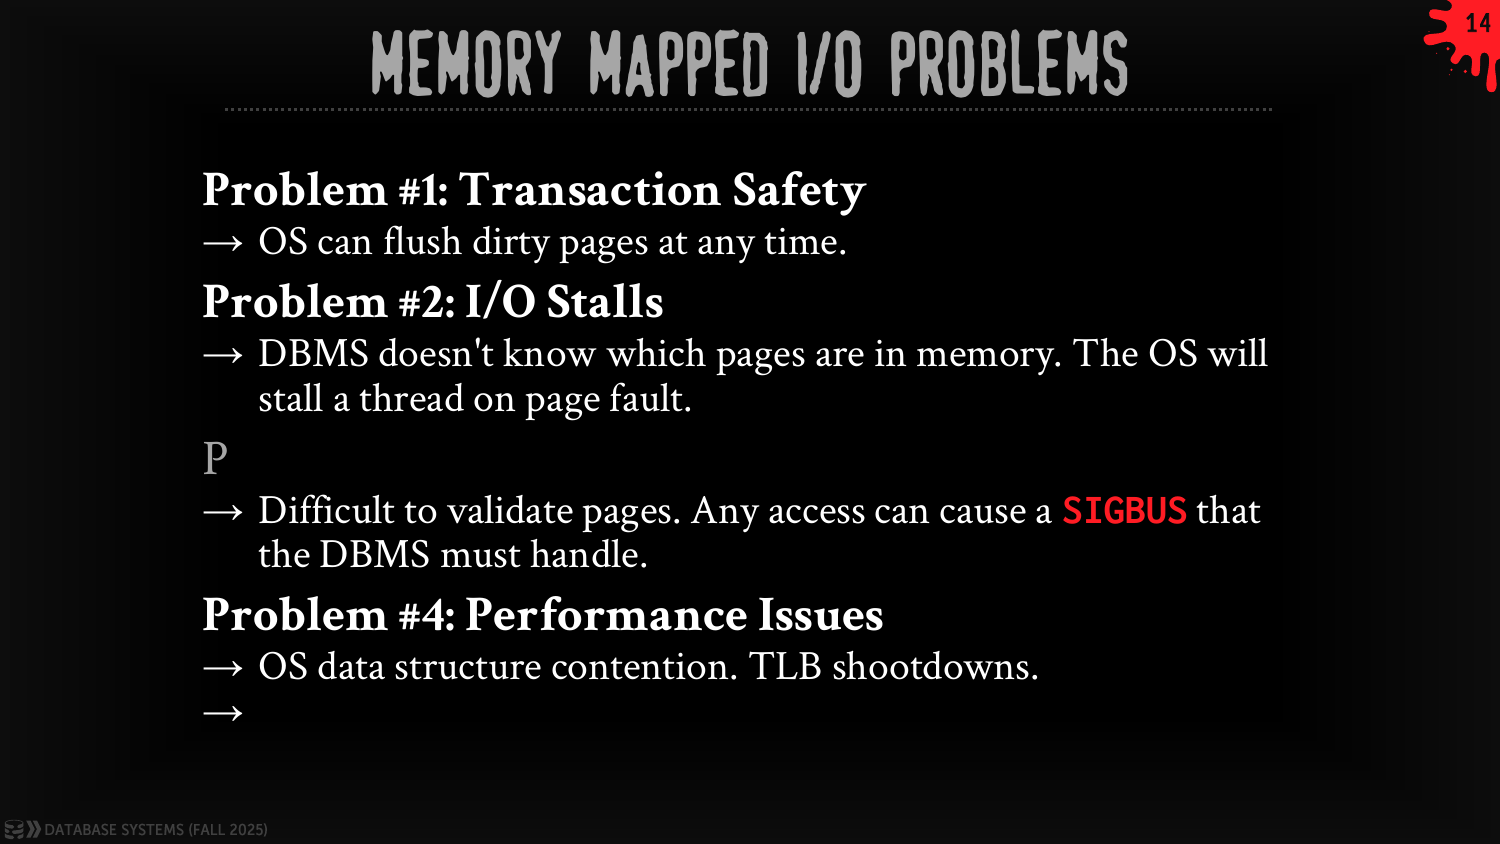 14
MEMORY MAPPED I/O PROBLEMS
Problem #1: Transaction Safety
→ OS can flush dirty pages at any time.
Problem #2: I/O Stalls
→ DBMS doesn't know which pages are in memory. The OS will
stall a thread on page fault.
P
→ Difficult to validate pages. Any access can cause a SIGBUS that
the DBMS must handle.
Problem #4: Performance Issues
→ OS data structure contention. TLB shootdowns.
→
DATABASE SYSTEMS (FALL 2025)